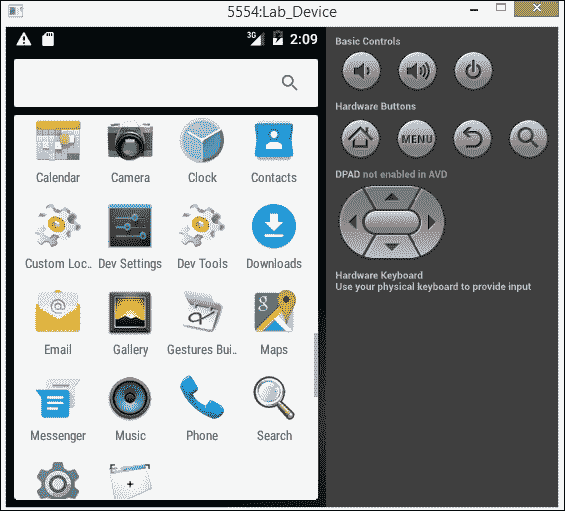 5554:Lab_Device
3G 2:09
Calendar Camera Clock Contacts
Custom Loc.. Dev Settings Dev Tools Downloads
Email Gallery Gestures Bui.. Maps
Messenger Music Phone Search
Basic Controls
Hardware Buttons
MENU
DPAD not enabled in AVD
Hardware Keyboard
Use your physical keyboard to provide input